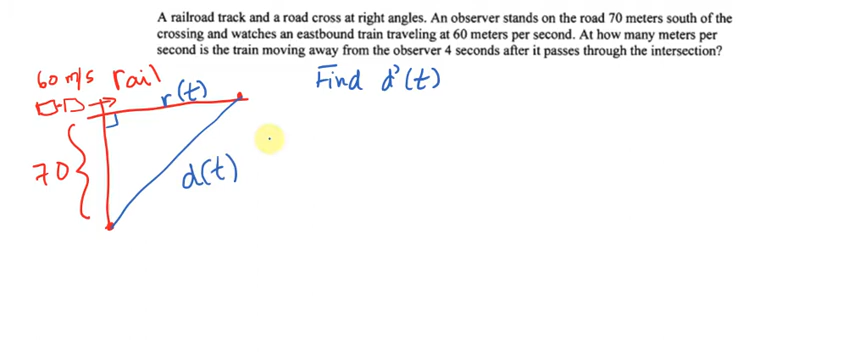 A railroad track and a road cross at right angles. An observer stands on the road 70 meters south of the
crossing and watches an eastbound train traveling at 60 meters per second. At how many meters per
second is the train moving away from the observer 4 seconds after it passes through the intersection?
60 m/s rail
r(t)
Find d'(t)
70
d(t)